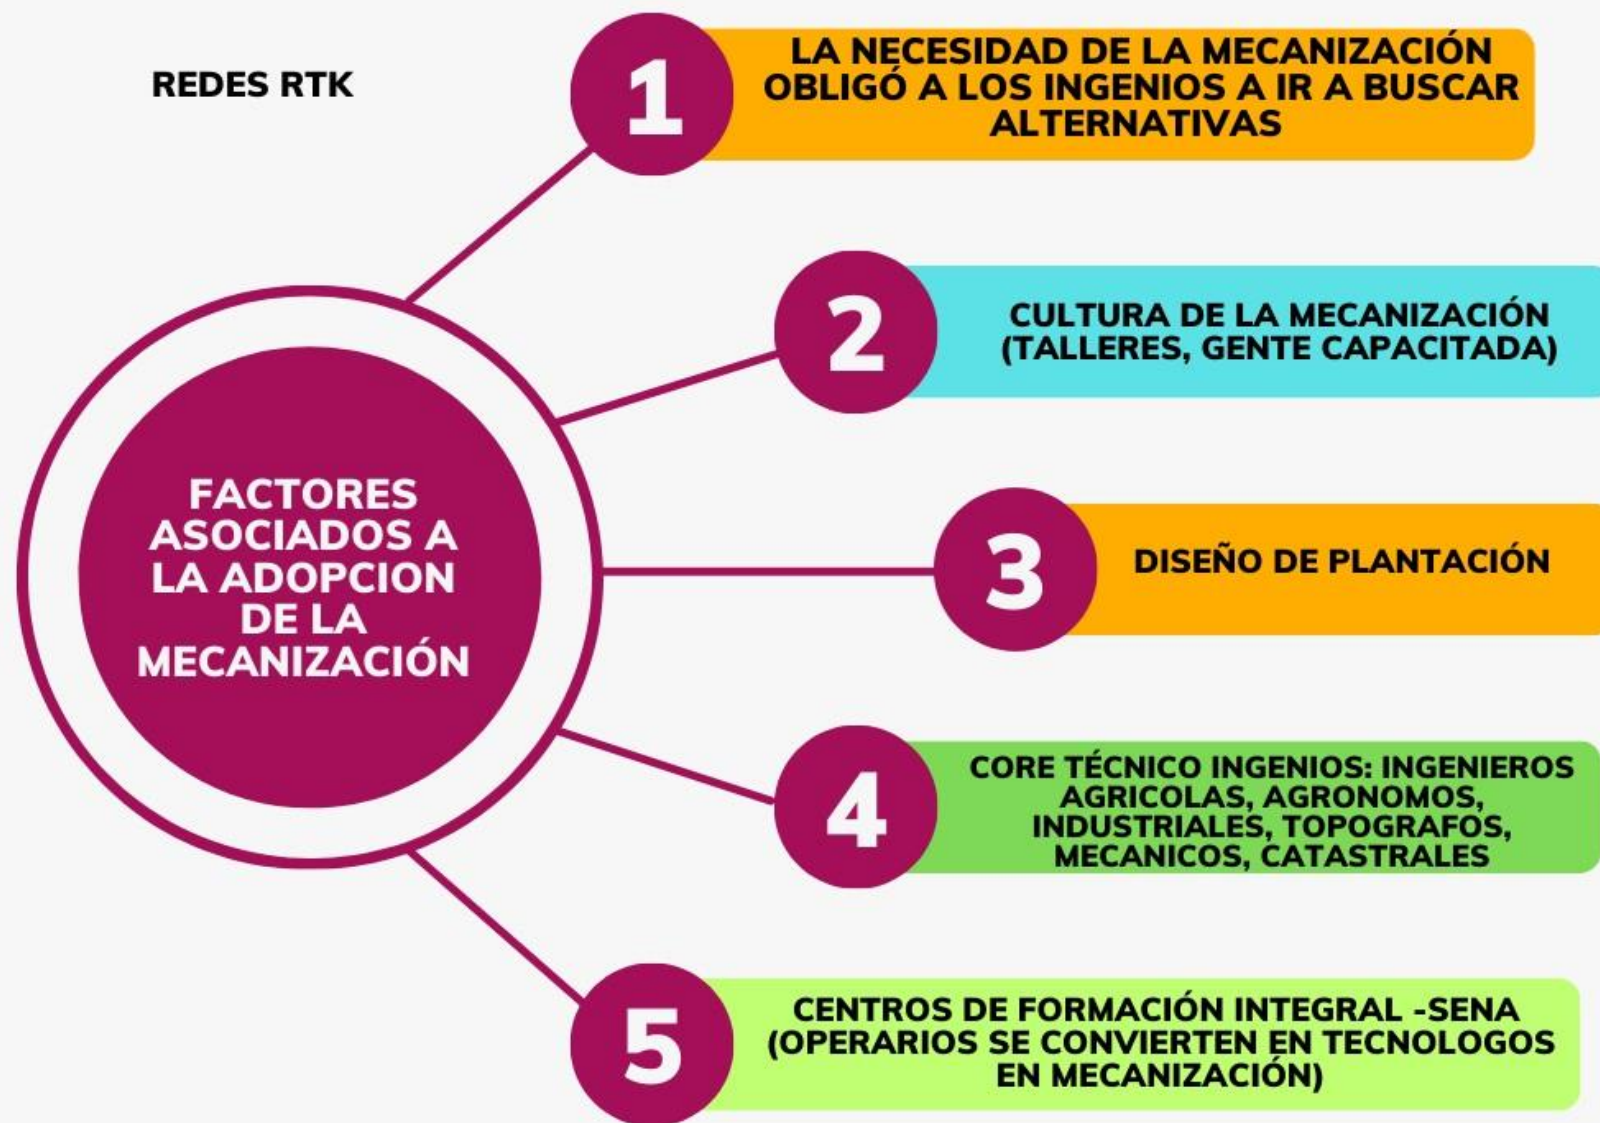 REDES RTK
1
LA NECESIDAD DE LA MECANIZACIÓN
OBLIGÓ A LOS INGENIOS A IR A BUSCAR
ALTERNATIVAS
2
CULTURA DE LA MECANIZACIÓN
(TALLERES, GENTE CAPACITADA)
FACTORES
ASOCIADOS A
LA ADOPCION
DE LA
MECANIZACIÓN
3
DISEÑO DE PLANTACIÓN
4
CORE TÉCNICO INGENIOS: INGENIEROS
AGRICOLAS, AGRONOMOS,
INDUSTRIALES, TOPOGRAFOS,
MECANICOS, CATASTRALES
5
CENTROS DE FORMACIÓN INTEGRAL -SENA
(OPERARIOS SE CONVIERTEN EN TECNOLOGOS
EN MECANIZACIÓN)